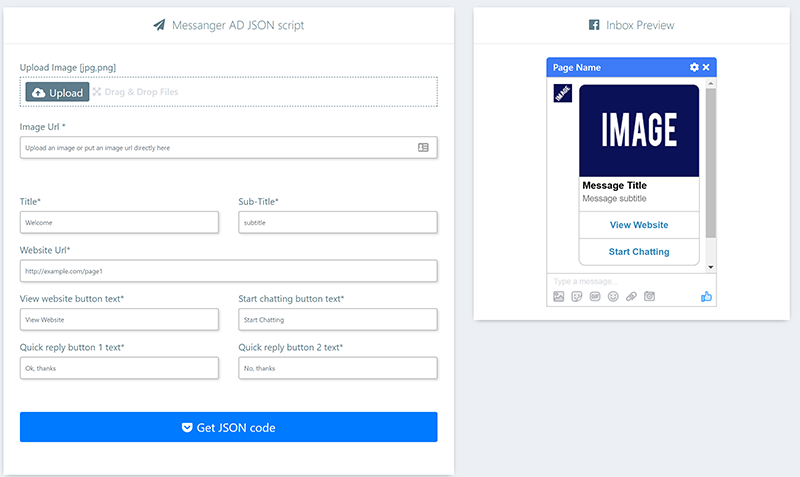 Messanger AD JSON script
Upload Image [jpg,png]
Upload Drag & Drop Files
Image Url *
Upload an image or put an image url directly here
Title* Sub-Title*
Welcome subtitle
Website Url*
http://example.com/page1
View website button text* Start chatting button text*
View Website Start Chatting
Quick reply button 1 text* Quick reply button 2 text*
Ok, thanks No, thanks
Get JSON code
Inbox Preview
Page Name
IMAGE
IMAGE
Message Title
Message subtitle
View Website
Start Chatting
Type a message...
GIF